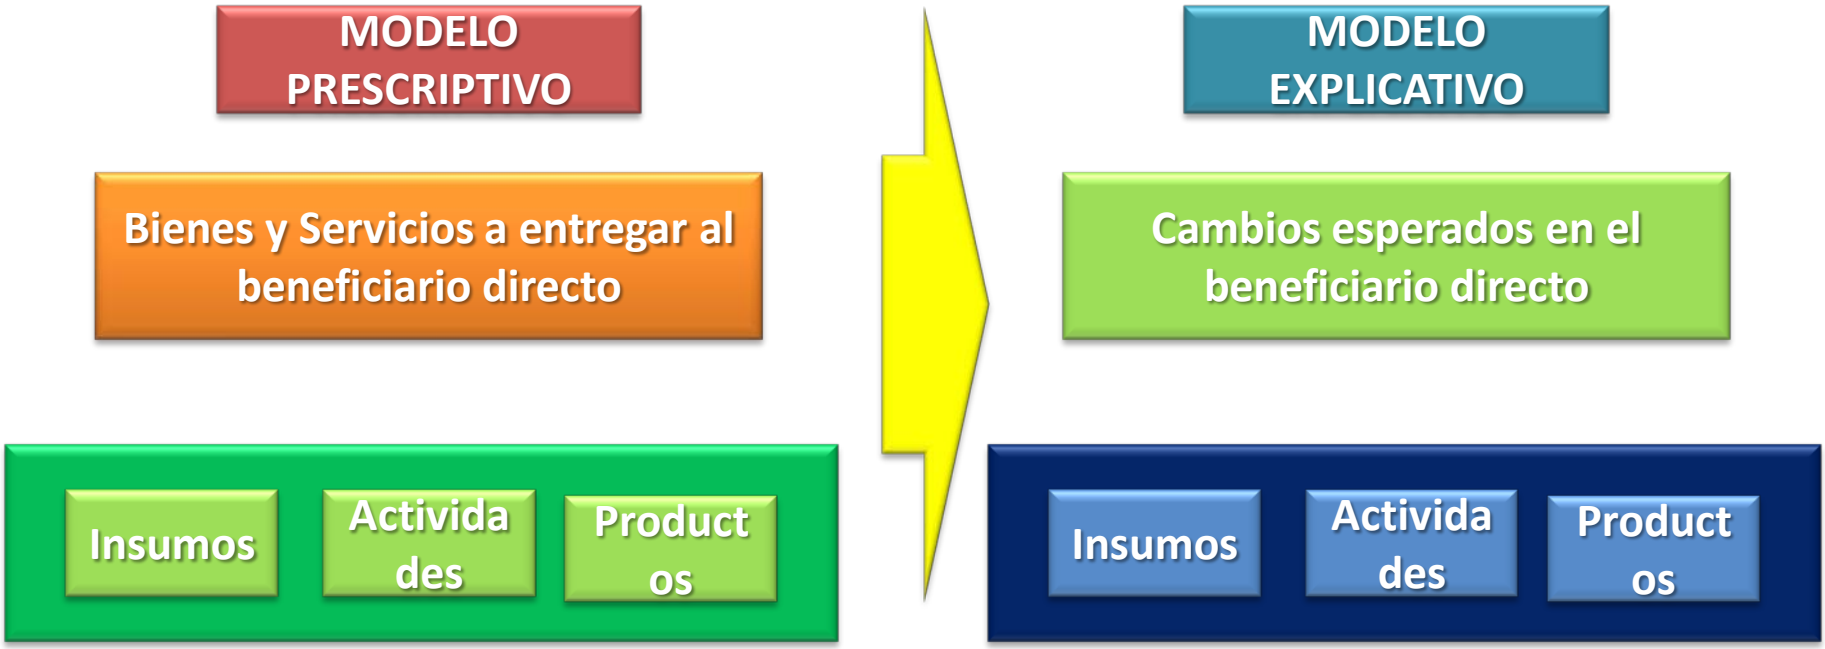 MODELO
PRESCRIPTIVO
Bienes y Servicios a entregar al
beneficiario directo
Insumos
Activida
des
Product
os
MODELO
EXPLICATIVO
Cambios esperados en el
beneficiario directo
Insumos
Activida
des
Product
os